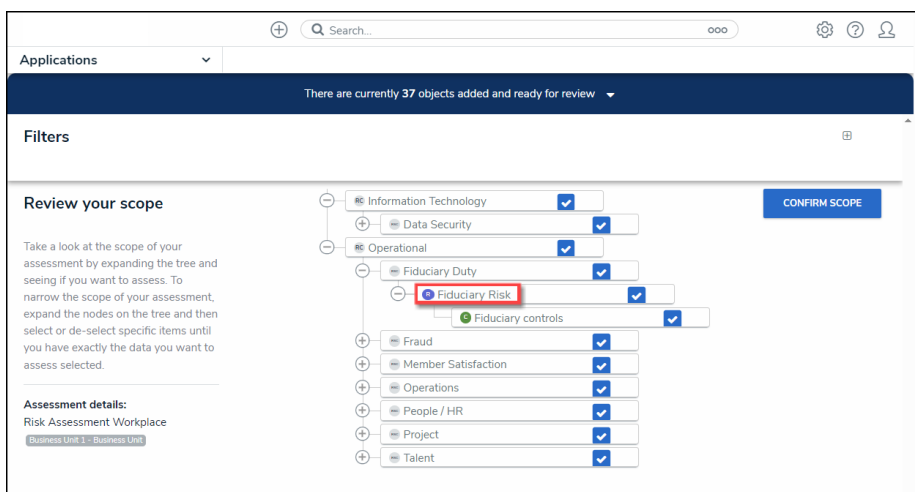 Search...
ooo
Applications
There are currently 37 objects added and ready for review
Filters
Review your scope
Take a look at the scope of your
assessment by expanding the tree and
seeing if you want to assess. To
narrow the scope of your assessment,
expand the nodes on the tree and then
select or de-select specific items until
you have exactly the data you want to
assess selected.
Assessment details:
Risk Assessment Workplace
Business Unit 1 - Business Unit
RC Information Technology
Data Security
RC Operational
Fiduciary Duty
R Fiduciary Risk
C Fiduciary controls
Fraud
Member Satisfaction
Operations
People / HR
Project
Talent
CONFIRM SCOPE